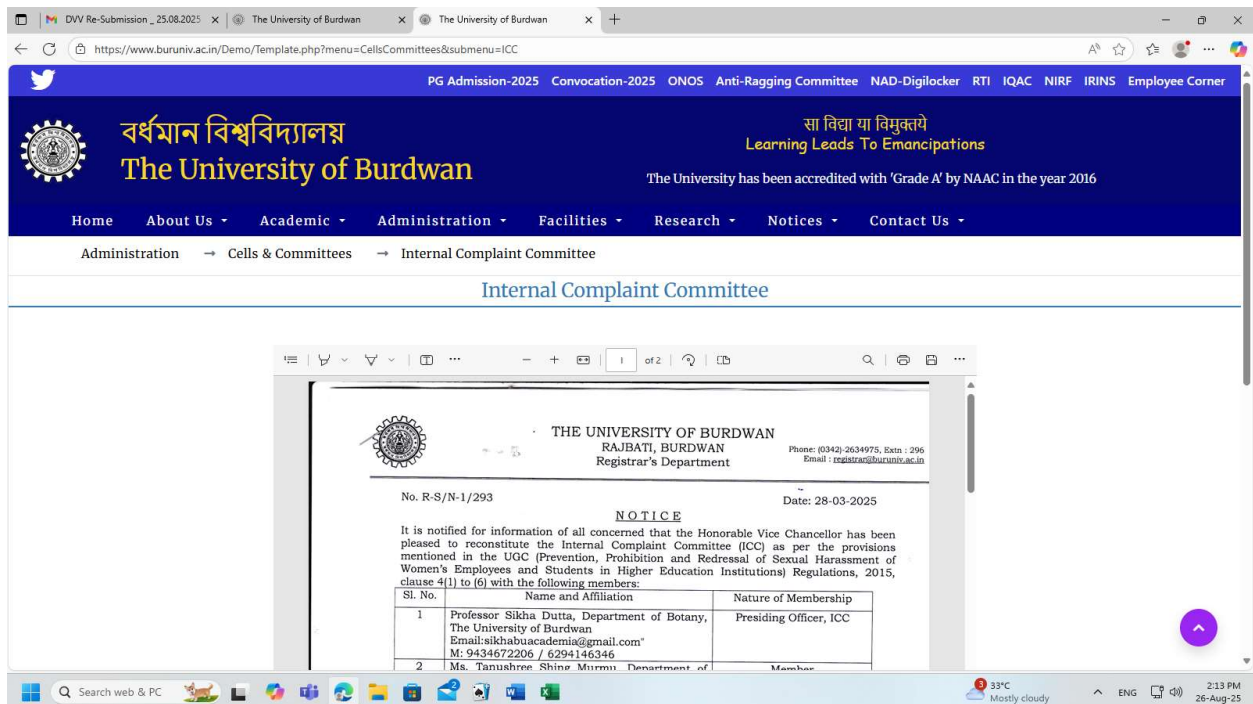 DVV Re-Submission _ 25.08.2025
The University of Burdwan
The University of Burdwan
https://www.buruniv.ac.in/Demo/Template.php?menu=CellsCommittees&submenu=ICC
PG Admission-2025 Convocation-2025 ONOS Anti-Ragging Committee NAD-Digilocker RTI IQAC NIRF IRINS Employee Corner
বর্ধমান বিশ্ববিদ্যালয়
The University of Burdwan
सा विद्या या विमुक्तये
Learning Leads To Emancipations
The University has been accredited with 'Grade A' by NAAC in the year 2016
Home About Us Academic Administration Facilities Research Notices Contact Us
Administration → Cells & Committees → Internal Complaint Committee
Internal Complaint Committee
1 of 2
THE UNIVERSITY OF BURDWAN
RAJBATI, BURDWAN
Registrar's Department
Phone: (0342)-2634975, Extn : 296
Email : registrar@buruniv.ac.in
No. R-S/N-1/293
Date: 28-03-2025
NOTICE
It is notified for information of all concerned that the Honorable Vice Chancellor has been
pleased to reconstitute the Internal Complaint Committee (ICC) as per the provisions
mentioned in the UGC (Prevention, Prohibition and Redressal of Sexual Harassment of
Women's Employees and Students in Higher Education Institutions) Regulations, 2015,
clause 4(1) to (6) with the following members:
Sl. No. Name and Affiliation Nature of Membership
1 Professor Sikha Dutta, Department of Botany, Presiding Officer, ICC
The University of Burdwan
Email:sikhabuacademia@gmail.com"
M: 9434672206 / 6294146346
2 Ms. Tanushree Shing Murmu, Department of Member
Search web & PC
3
33°C
Mostly cloudy
ENG
2:13 PM
26-Aug-25